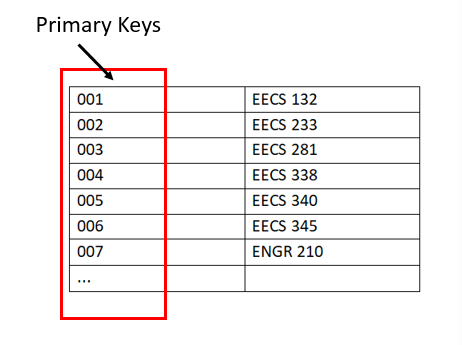 Primary Keys
001 EECS 132
002 EECS 233
003 EECS 281
004 EECS 338
005 EECS 340
006 EECS 345
007 ENGR 210
...